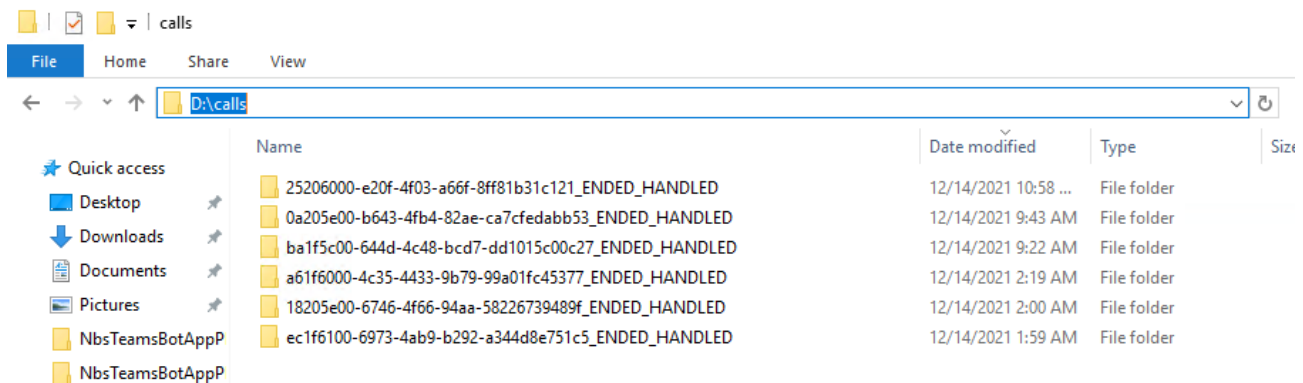 calls
File Home Share View
D:\calls
Name Date modified Type Size
Quick access
Desktop
Downloads
Documents
Pictures
NbsTeamsBotAppP
NbsTeamsBotAppP
25206000-e20f-4f03-a66f-8ff81b31c121_ENDED_HANDLED 12/14/2021 10:58 ... File folder
0a205e00-b643-4fb4-82ae-ca7cfedabb53_ENDED_HANDLED 12/14/2021 9:43 AM File folder
ba1f5c00-644d-4c48-bcd7-dd1015c00c27_ENDED_HANDLED 12/14/2021 9:22 AM File folder
a61f6000-4c35-4433-9b79-99a01fc45377_ENDED_HANDLED 12/14/2021 2:19 AM File folder
18205e00-6746-4f66-94aa-58226739489f_ENDED_HANDLED 12/14/2021 2:00 AM File folder
ec1f6100-6973-4ab9-b292-a344d8e751c5_ENDED_HANDLED 12/14/2021 1:59 AM File folder